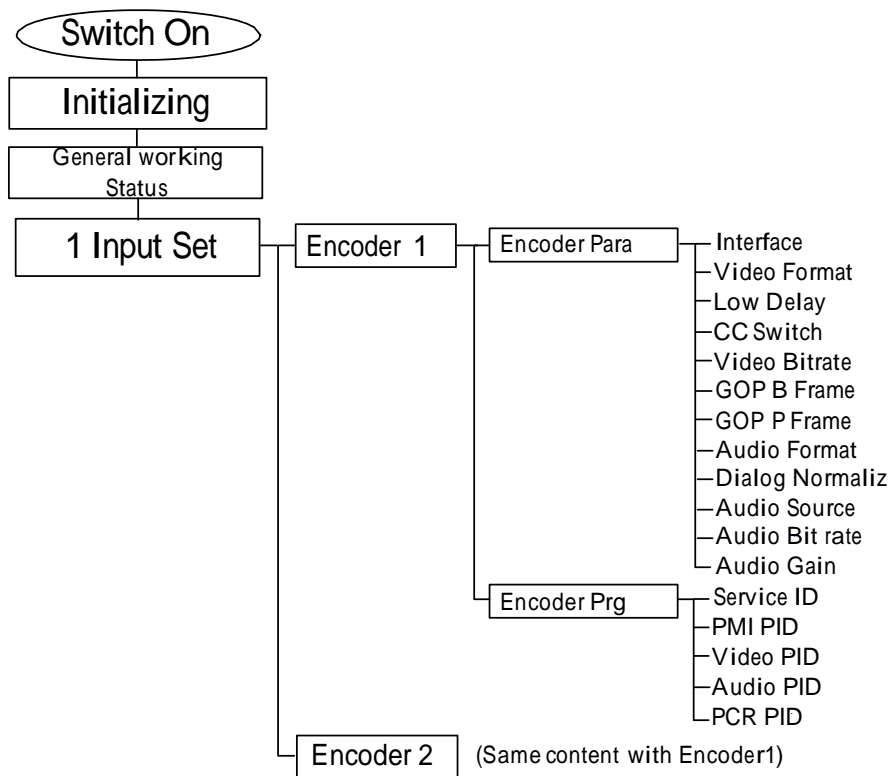 Switch On
Initializing
General working
Status
1 Input Set
Encoder 1
Encoder Para
Interface
Video Format
Low Delay
CC Switch
Video Bitrate
GOP B Frame
GOP P Frame
Audio Format
Dialog Normaliz
Audio Source
Audio Bit rate
Audio Gain
Encoder Prg
Service ID
PMI PID
Video PID
Audio PID
PCR PID
Encoder 2
(Same content with Encoder1)